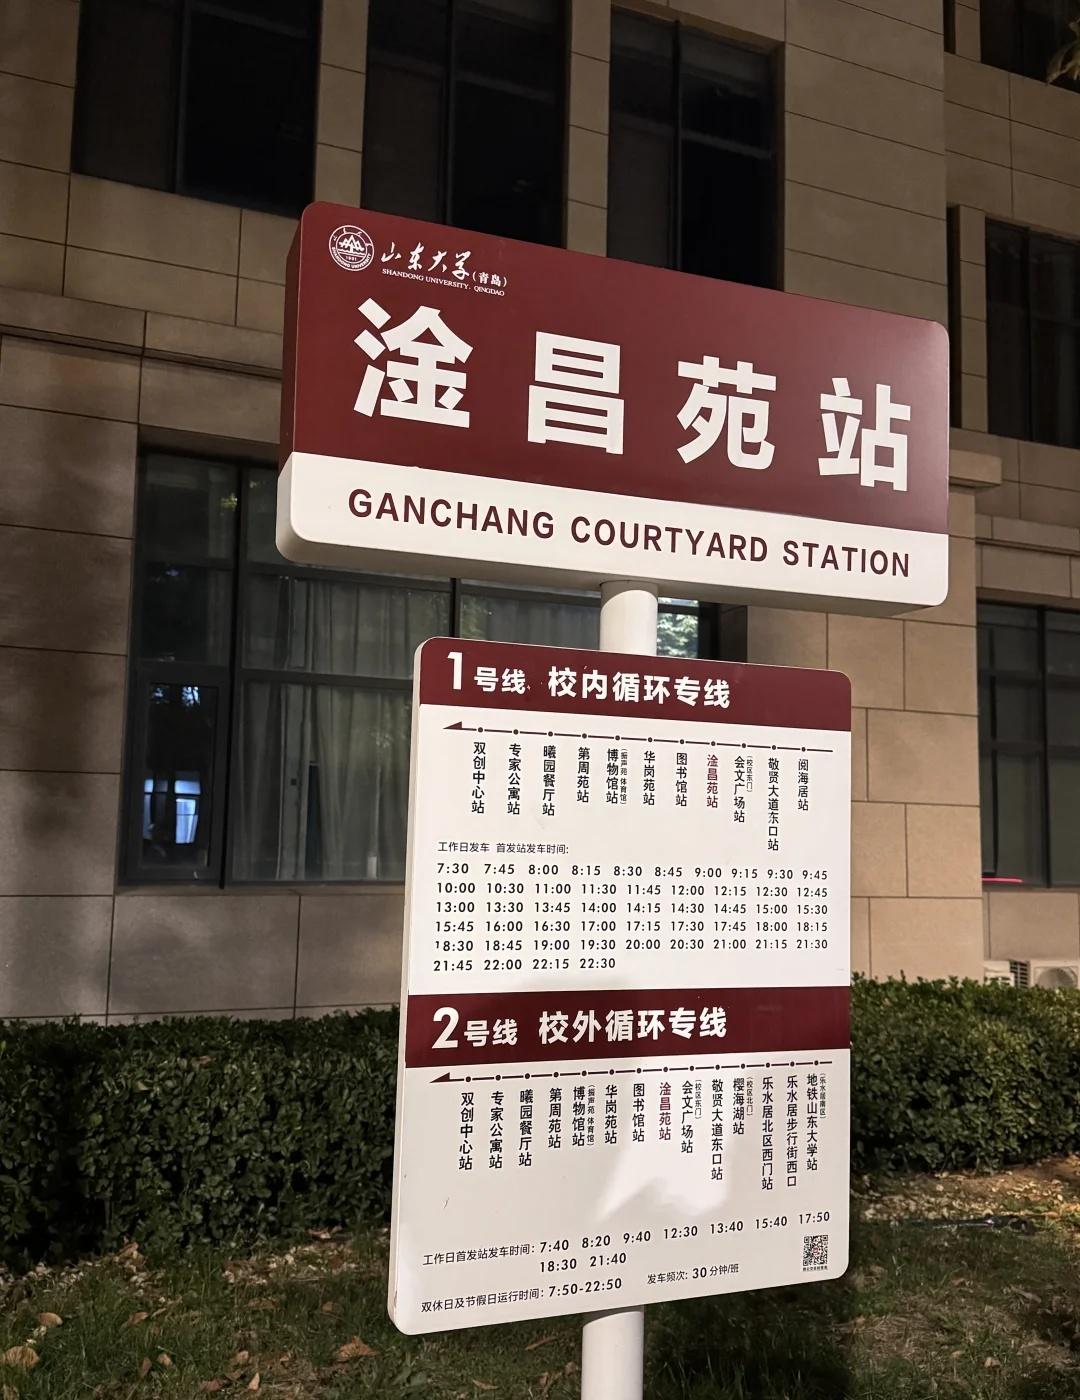 山东大学(青岛)
SHANDONG UNIVERSITY, QINGDAO
淦昌苑站
GANCHANG COURTYARD STATION
1号线 校内循环专线
双创中心站
专家公寓站
曦园餐厅站
第周苑站
博物馆站(振声苑 体育馆)
华岗苑站
图书馆站
淦昌苑站
会文广场站(校区东门)
敬贤大道东口站
阅海居站
工作日发车 首发站发车时间:
7:30 7:45 8:00 8:15 8:30 8:45 9:00 9:15 9:30 9:45
10:00 10:30 11:00 11:30 11:45 12:00 12:15 12:30 12:45
13:00 13:30 13:45 14:00 14:15 14:30 14:45 15:00 15:30
15:45 16:00 16:30 17:00 17:15 17:30 17:45 18:00 18:15
18:30 18:45 19:00 19:30 20:00 20:30 21:00 21:15 21:30
21:45 22:00 22:15 22:30
2号线 校外循环专线
双创中心站
专家公寓站
曦园餐厅站
第周苑站
博物馆站(振声苑 体育馆)
华岗苑站
图书馆站
淦昌苑站
会文广场站(校区东门)
敬贤大道东口站
樱海湖站(校区北门)
乐水居北区西门站
乐水居步行街西口
地铁山东大学站(乐水居南区)
工作日首发站发车时间: 7:40 8:20 9:40 12:30 13:40 15:40 17:50
18:30 21:40
双休日及节假日运行时间: 7:50-22:50 发车频次: 30分钟/班